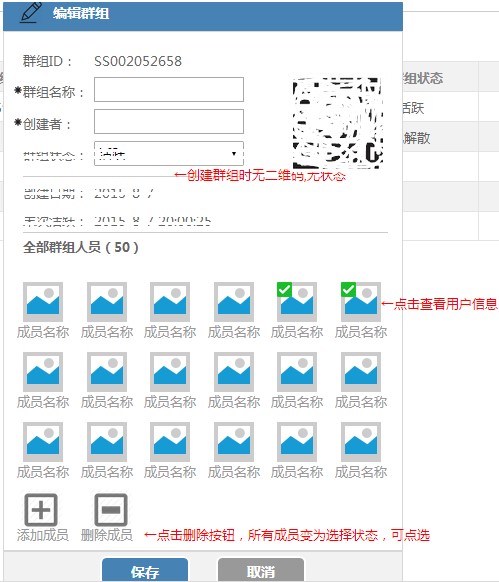 编辑群组
群组ID： SS002052658
*群组名称： 群组状态
*创建者： 活跃
解散
群组状态： 活跃
←创建群组时无二维码,无状态
创建日期： 2015-8-7
末次活跃： 2015-8-7 20:00:25
全部群组人员（50）
←点击查看用户信息
成员名称 成员名称 成员名称 成员名称 成员名称 成员名称
成员名称 成员名称 成员名称 成员名称 成员名称 成员名称
成员名称 成员名称 成员名称 成员名称 成员名称 成员名称
添加成员 删除成员 ←点击删除按钮，所有成员变为选择状态，可点选
保存 取消